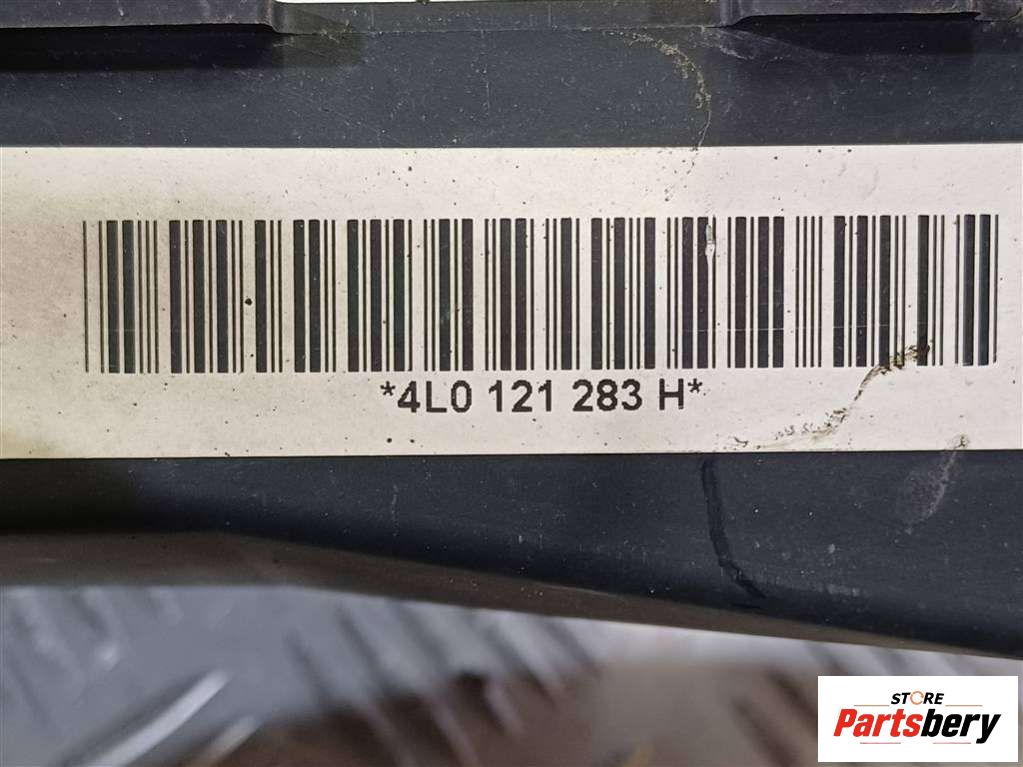 *4L0 121 283 H*
STORE
Partsbery